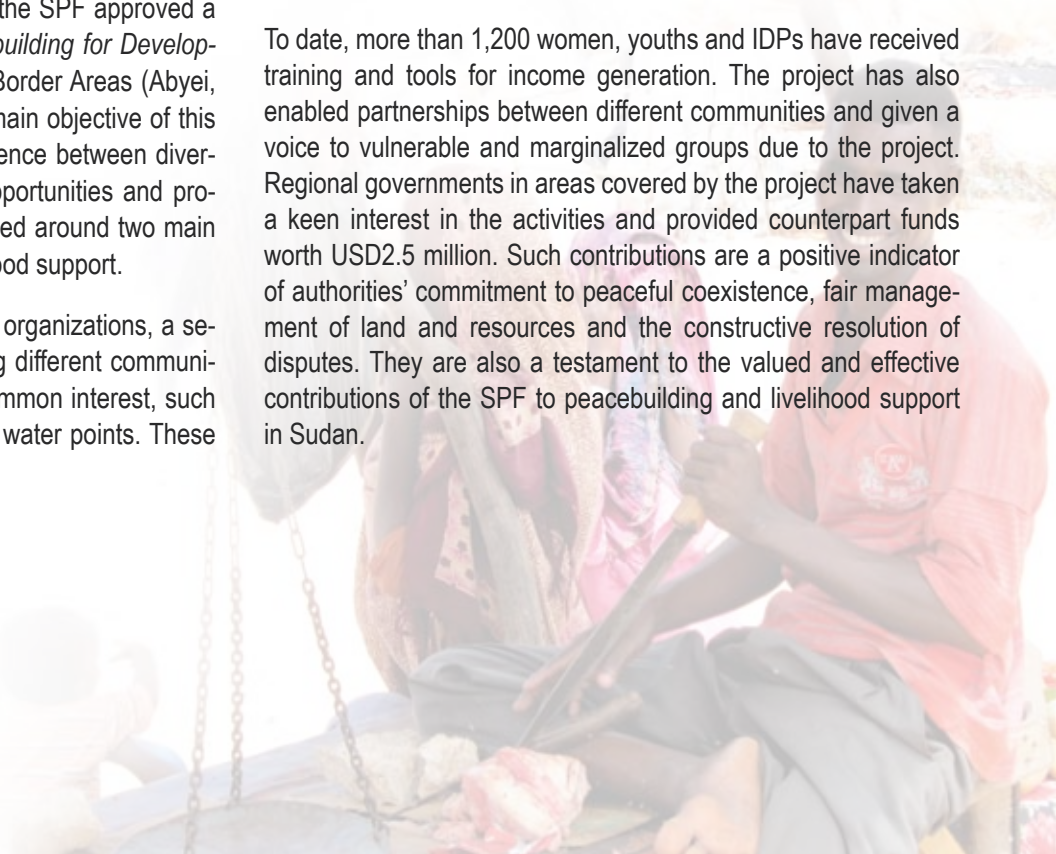 the SPF approved a
building for Develop-
Border Areas (Abyei,
main objective of this
ence between diver-
pportunities and pro-
ed around two main
ood support.
organizations, a se-
g different communi-
mmon interest, such
water points. These
To date, more than 1,200 women, youths and IDPs have received
training and tools for income generation. The project has also
enabled partnerships between different communities and given a
voice to vulnerable and marginalized groups due to the project.
Regional governments in areas covered by the project have taken
a keen interest in the activities and provided counterpart funds
worth USD2.5 million. Such contributions are a positive indicator
of authorities’ commitment to peaceful coexistence, fair manage-
ment of land and resources and the constructive resolution of
disputes. They are also a testament to the valued and effective
contributions of the SPF to peacebuilding and livelihood support
in Sudan.